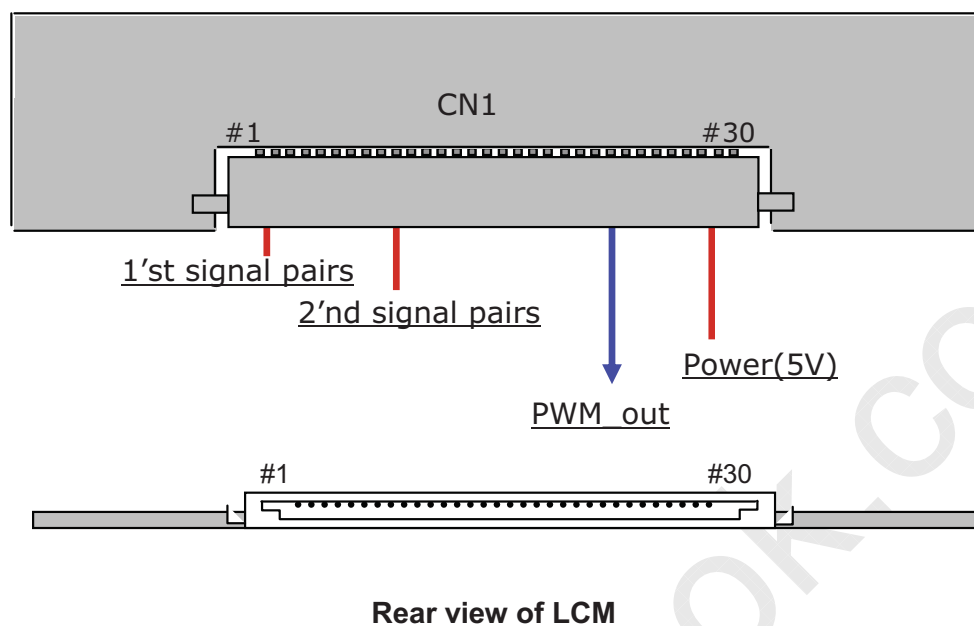 CN1
#1 #30
1’st signal pairs
2’nd signal pairs
Power(5V)
PWM_out
#1 #30
Rear view of LCM